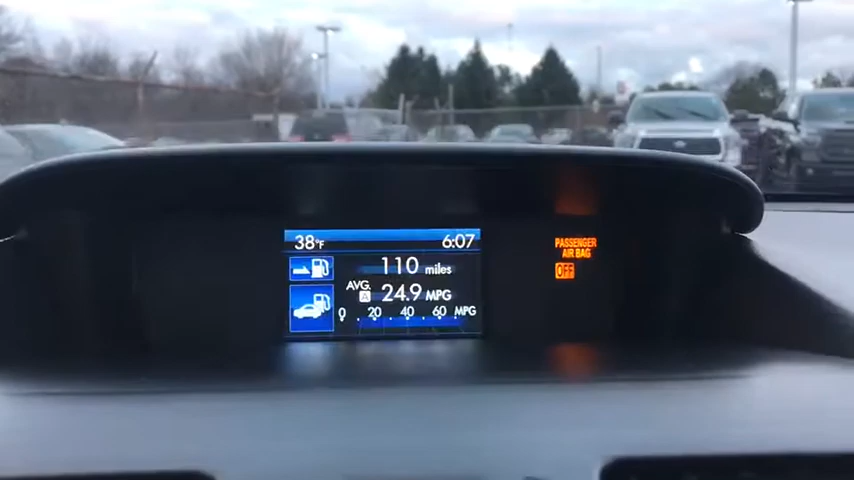 38°F 6:07
110 miles
AVG. A 24.9 MPG
0 20 40 60 MPG
PASSENGER
AIR BAG
OFF